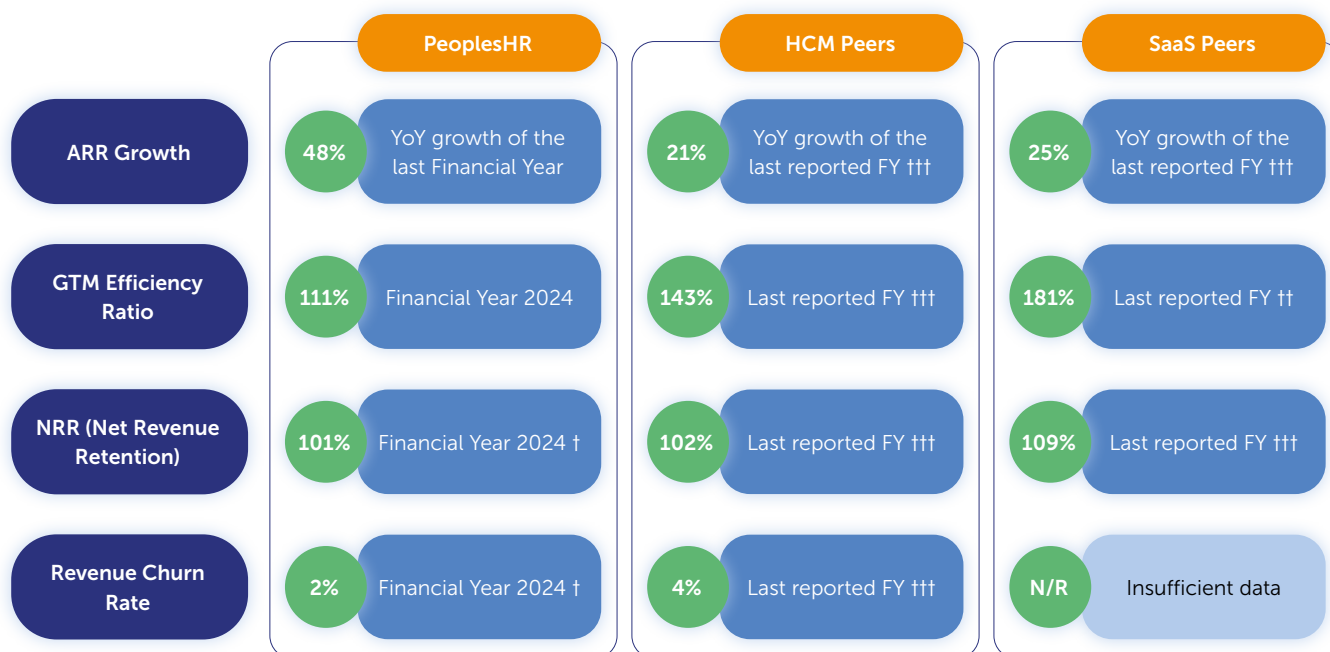 PeoplesHR
HCM Peers
SaaS Peers
ARR Growth
48%
YoY growth of the
last Financial Year
21%
YoY growth of the
last reported FY †††
25%
YoY growth of the
last reported FY †††
GTM Efficiency
Ratio
111%
Financial Year 2024
143%
Last reported FY †††
181%
Last reported FY ††
NRR (Net Revenue
Retention)
101%
Financial Year 2024 †
102%
Last reported FY †††
109%
Last reported FY †††
Revenue Churn
Rate
2%
Financial Year 2024 †
4%
Last reported FY †††
N/R
Insufficient data